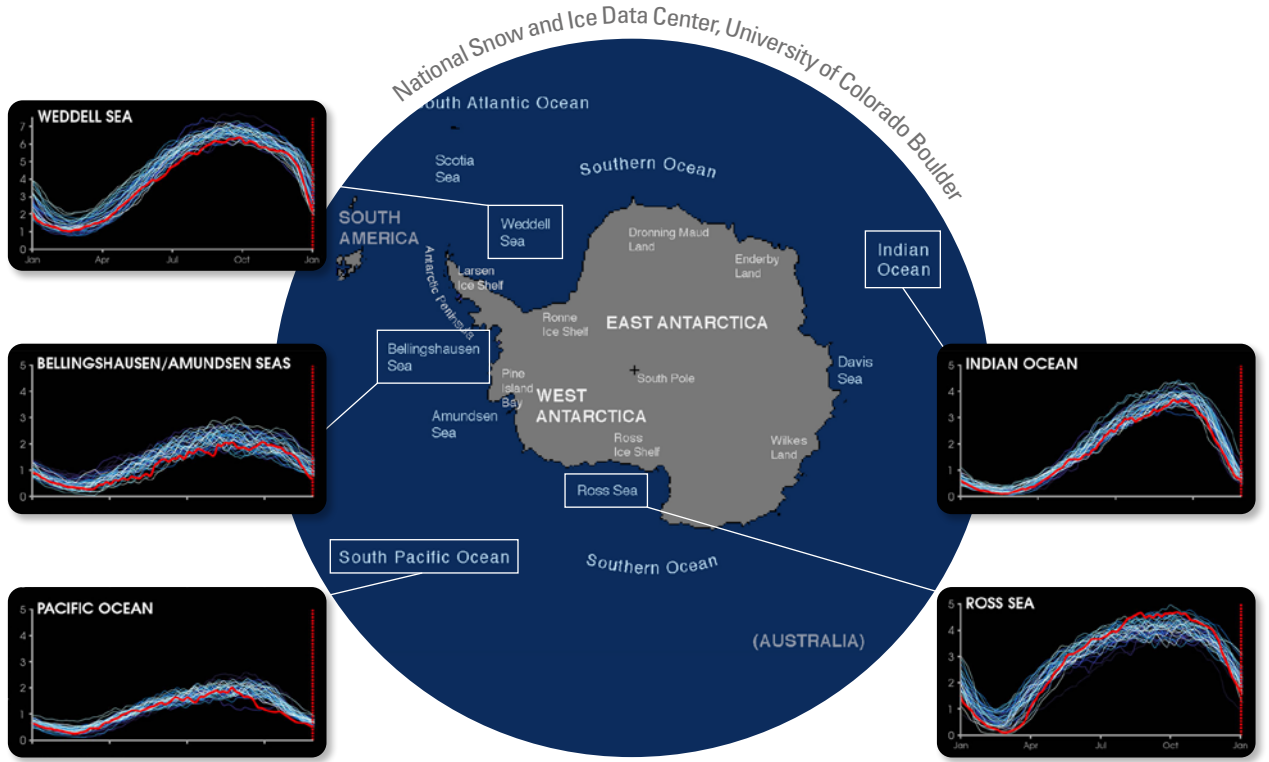 National Snow and Ice Data Center, University of Colorado Boulder
South Atlantic Ocean
WEDDELL SEA
7
6
5
4
3
2
1
0
Jan Apr Jul Oct Jan
Scotia
Sea
Southern Ocean
SOUTH
AMERICA
Weddell
Sea
Dronning Maud
Land
Enderby
Land
Indian
Ocean
Antarctic Peninsula
Larsen
Ice Shelf
Ronne
Ice Shelf
EAST ANTARCTICA
BELLINGSHAUSEN/AMUNDSEN SEAS
5
4
3
2
1
0
Bellingshausen
Sea
Pine
Island
Bay
South Pole
WEST
ANTARCTICA
Davis
Sea
INDIAN OCEAN
5
4
3
2
1
0
Amundsen
Sea
Ross
Ice Shelf
Wilkes
Land
Ross Sea
South Pacific Ocean
Southern Ocean
PACIFIC OCEAN
5
4
3
2
1
0
(AUSTRALIA)
ROSS SEA
5
4
3
2
1
0
Jan Apr Jul Oct Jan